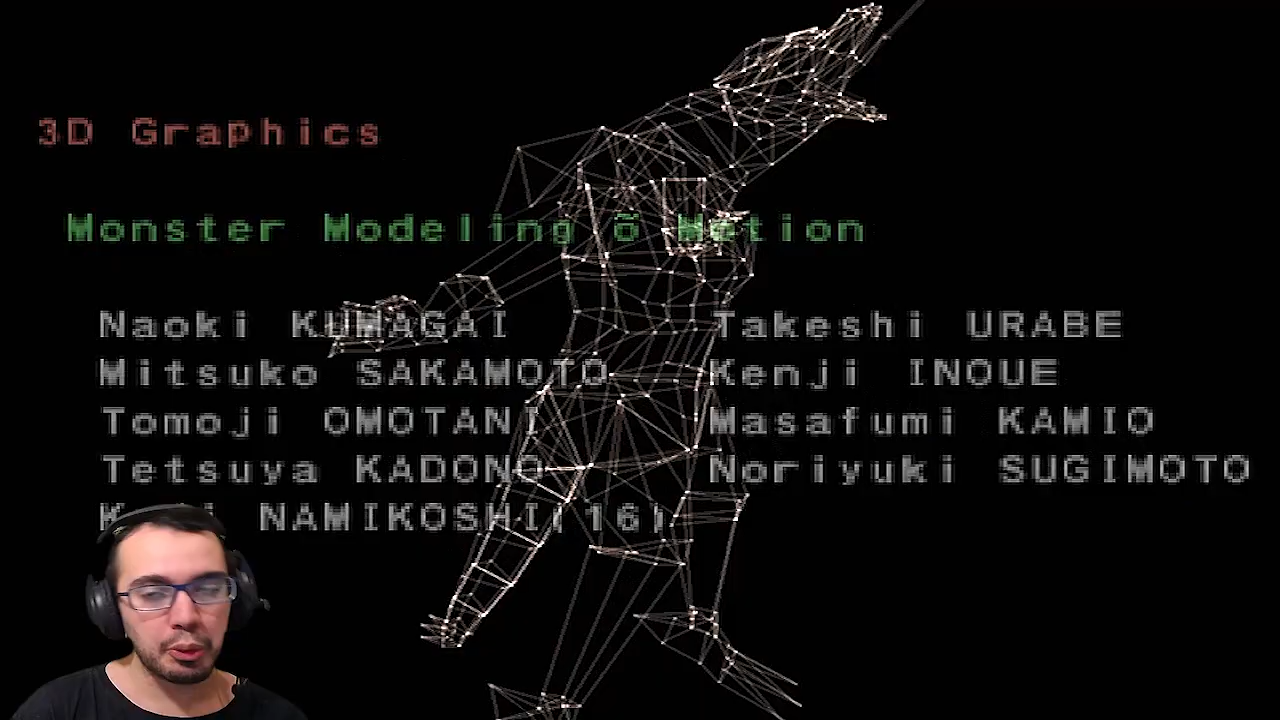 3D Graphics
Monster Modeling õ Motion
Naoki KUMAGAI Takeshi URABE
Mitsuko SAKAMOTO Kenji INOUE
Tomoji OMOTANI Masafumi KAMIO
Tetsuya KADONO Noriyuki SUGIMOTO
NAMIKOSHI(16)